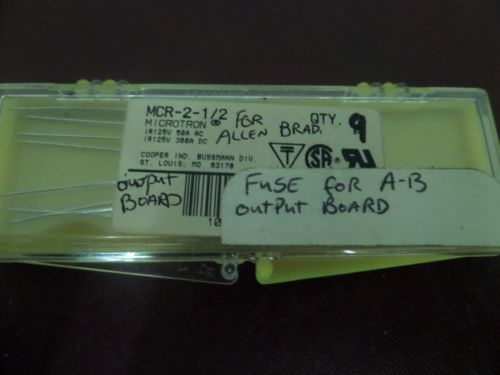 MCR-2-1/2 FOR
MICROTRON® ALLEN BRAD.
QTY. 9
IR125V 50A AC
IR125V 300A DC
COOPER IND. BUSSMANN DIV.
ST. LOUIS, MO 63178
OUTPUT
BOARD
10
FUSE FOR A-B
OUTPUT BOARD